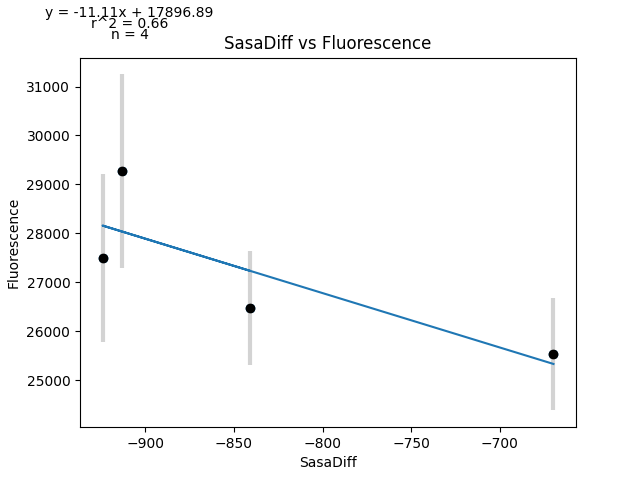 y = -11.11x + 17896.89
r^2 = 0.66
n = 4
SasaDiff vs Fluorescence
31000
30000
29000
28000
27000
26000
25000
Fluorescence
−900
−850
−800
−750
−700
SasaDiff